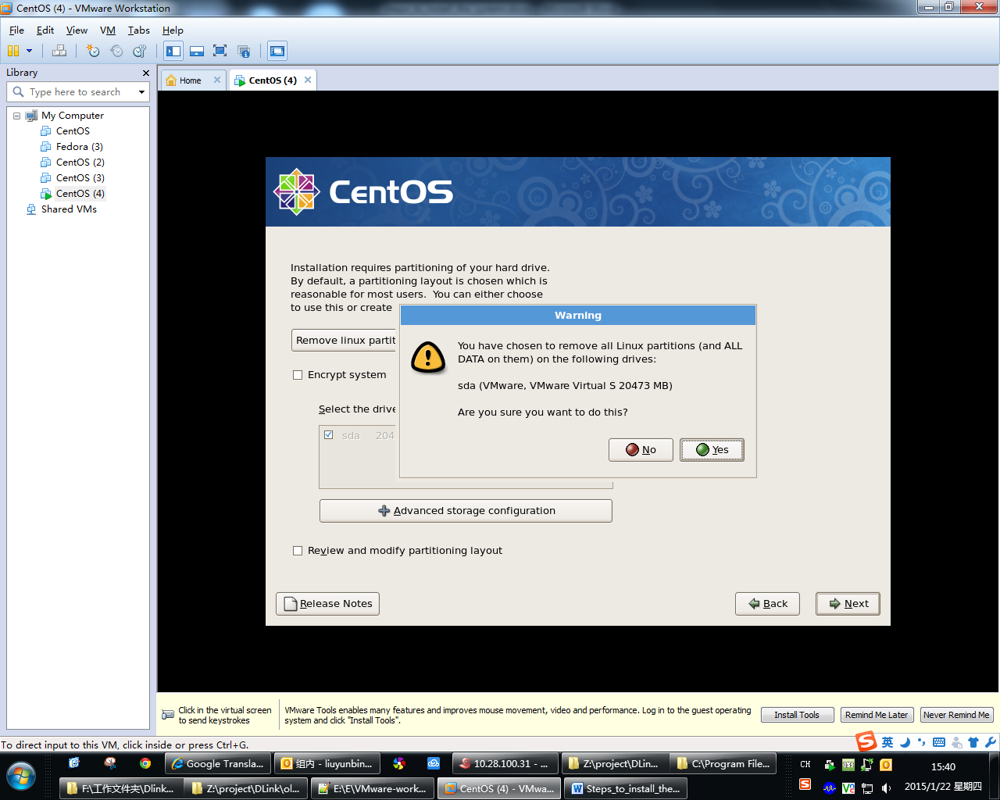 CentOS (4) - VMware Workstation
File Edit View VM Tabs Help
Library
Type here to search
My Computer
CentOS
Fedora (3)
CentOS (2)
CentOS (3)
CentOS (4)
Shared VMs
Home
CentOS (4)
CentOS
Installation requires partitioning of your hard drive.
By default, a partitioning layout is chosen which is
reasonable for most users.  You can either choose
to use this or create
Remove linux partit
Encrypt system
Select the drive
sda 204
Warning
You have chosen to remove all Linux partitions (and ALL
DATA on them) on the following drives:
sda (VMware, VMware Virtual S 20473 MB)
Are you sure you want to do this?
No Yes
Advanced storage configuration
Review and modify partitioning layout
Release Notes Back Next
Click in the virtual screen
to send keystrokes
VMware Tools enables many features and improves mouse movement, video and performance. Log in to the guest operating
system and click "Install Tools".
Install Tools Remind Me Later Never Remind Me
To direct input to this VM, click inside or press Ctrl+G.
英
Google Transla... 组内 - liuyunbin... 10.28.100.31 - ... Z:\project\DLin... C:\Program File...
CH
15:40
F:\工作文件夹\Dlink... Z:\project\DLink\ol... E:\E\VMware-work... CentOS (4) - VMwa... Steps_to_install_the...
2015/1/22 星期四